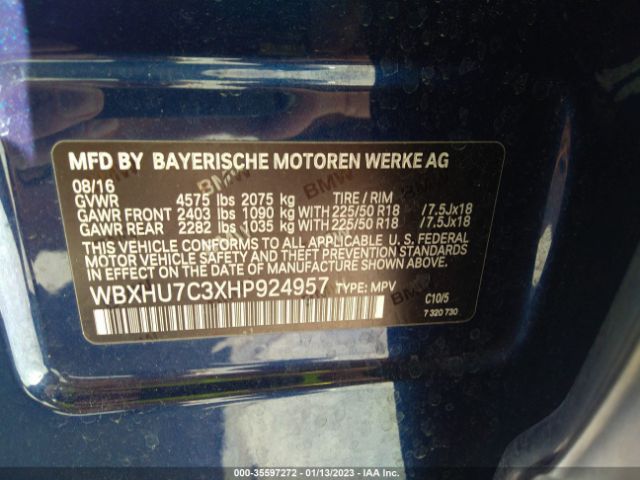 MFD BY BAYERISCHE MOTOREN WERKE AG
08/16
GVWR 4575 lbs 2075 kg TIRE / RIM
GAWR FRONT 2403 lbs 1090 kg WITH 225/50 R18 /7.5Jx18
GAWR REAR 2282 lbs 1035 kg WITH 225/50 R18 /7.5Jx18
THIS VEHICLE CONFORMS TO ALL APPLICABLE U. S. FEDERAL
MOTOR VEHICLE SAFETY AND THEFT PREVENTION STANDARDS
IN EFFECT ON THE DATE OF MANUFACTURE SHOWN ABOVE.
WBXHU7C3XHP924957 TYPE: MPV
C10/5
7 320 730
000-35597272 - 01/13/2023 - IAA Inc.